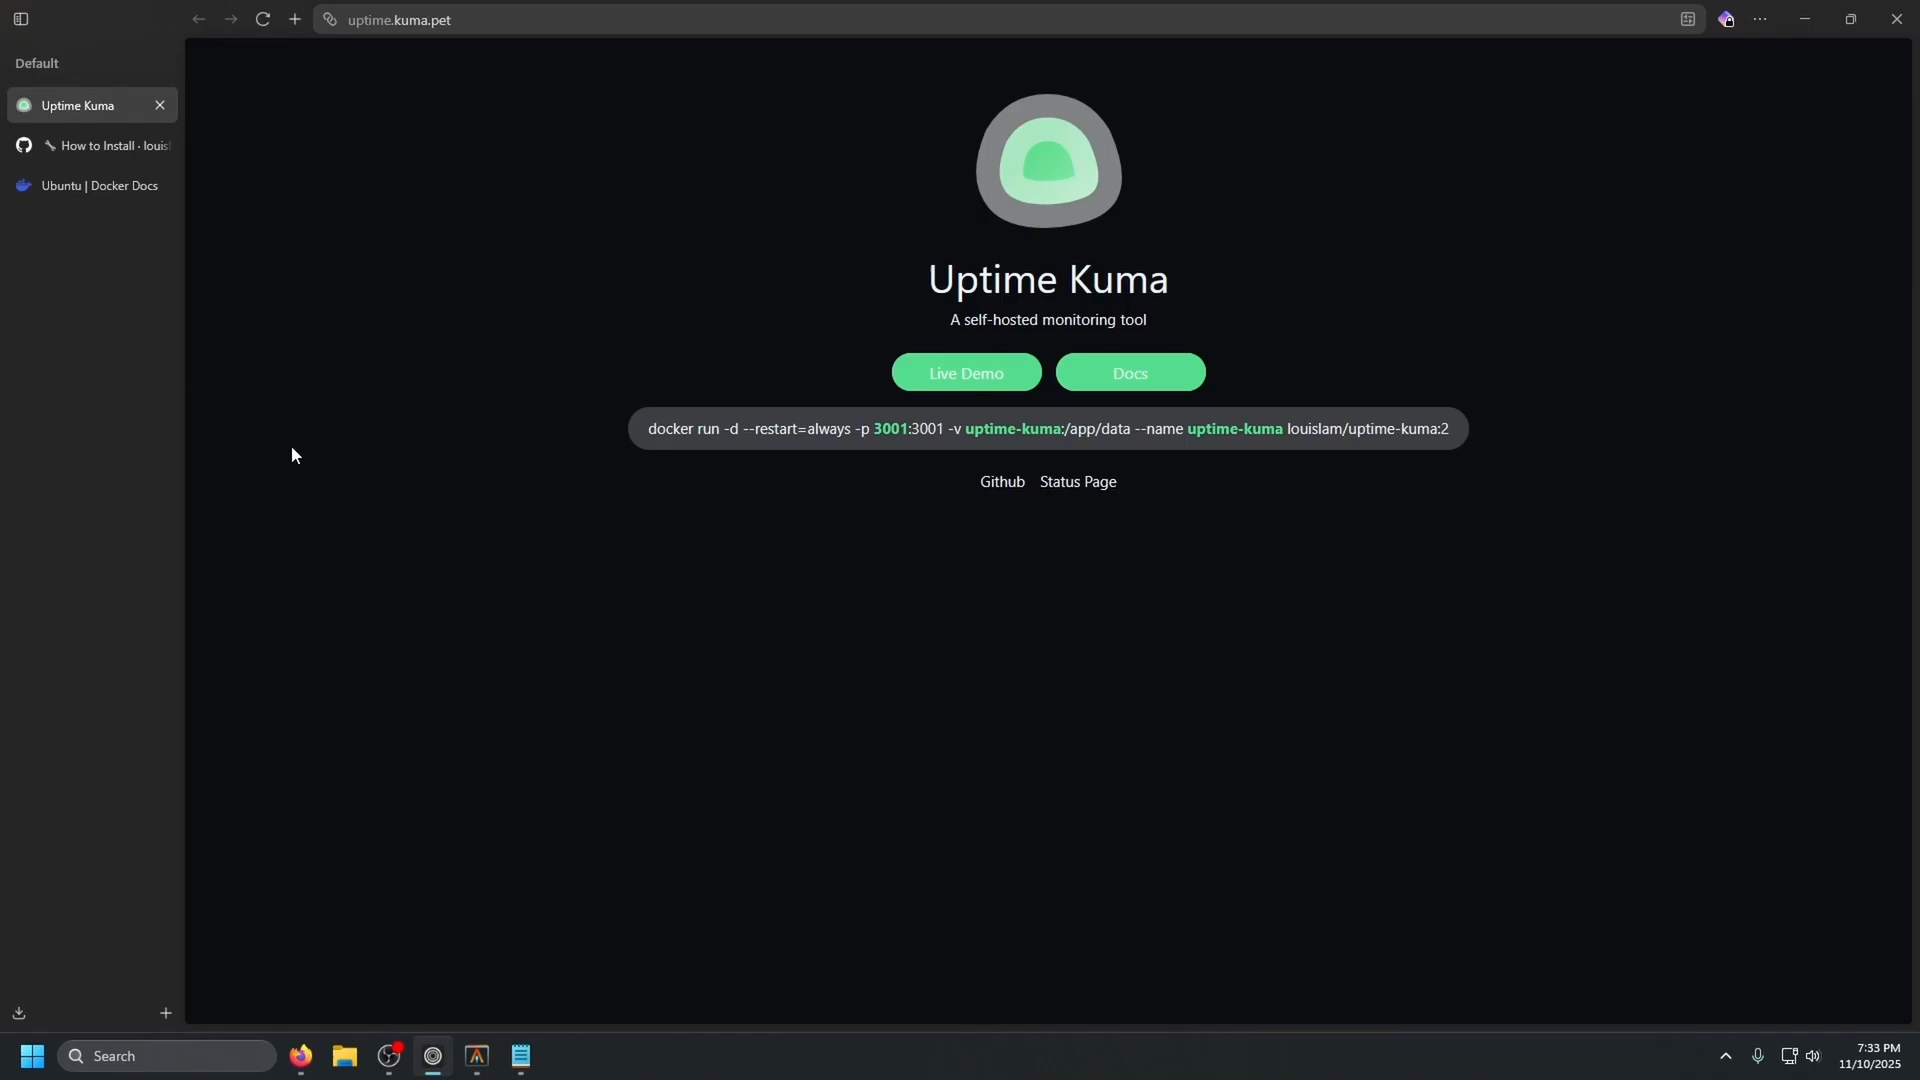 uptime.kuma.pet
Default
Uptime Kuma
How to Install · louisl
Ubuntu | Docker Docs
Uptime Kuma
A self-hosted monitoring tool
Live Demo
Docs
docker run -d --restart=always -p 3001:3001 -v uptime-kuma:/app/data --name uptime-kuma louislam/uptime-kuma:2
Github
Status Page
Search
7:33 PM
11/10/2025